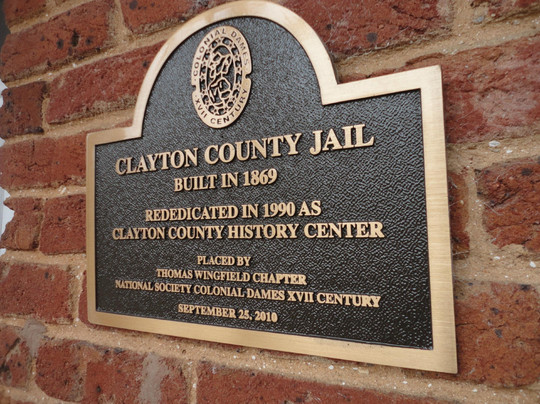 COLONIAL DAMES
XVII CENTURY
CLAYTON COUNTY JAIL
BUILT IN 1869
REDEDICATED IN 1990 AS
CLAYTON COUNTY HISTORY CENTER
PLACED BY
THOMAS WINGFIELD CHAPTER
NATIONAL SOCIETY COLONIAL DAMES XVII CENTURY
SEPTEMBER 25, 2010